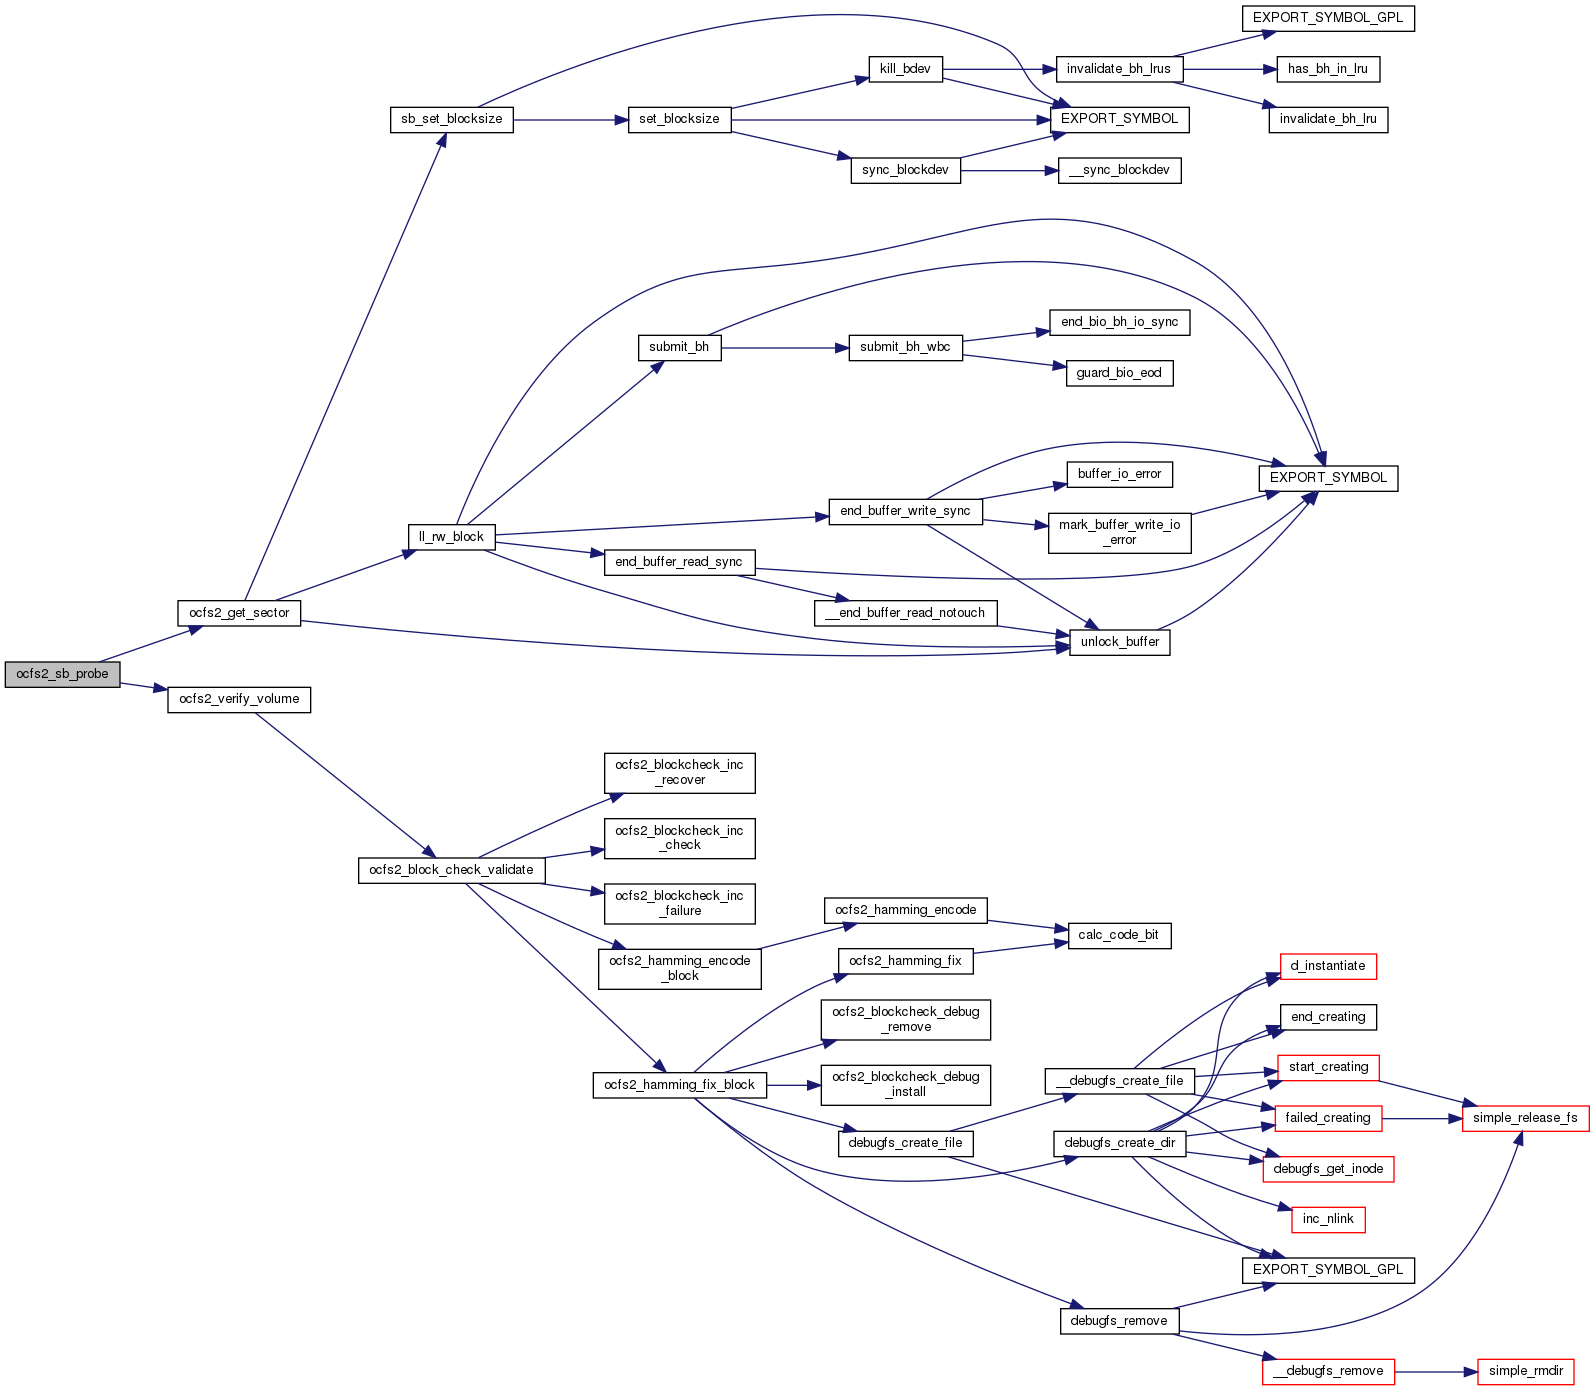 EXPORT_SYMBOL_GPL
kill_bdev
invalidate_bh_lrus
has_bh_in_lru
sb_set_blocksize
set_blocksize
EXPORT_SYMBOL
invalidate_bh_lru
sync_blockdev
__sync_blockdev
end_bio_bh_io_sync
submit_bh
submit_bh_wbc
guard_bio_eod
buffer_io_error
EXPORT_SYMBOL
end_buffer_write_sync
mark_buffer_write_io
_error
ll_rw_block
end_buffer_read_sync
ocfs2_get_sector
__end_buffer_read_notouch
unlock_buffer
ocfs2_sb_probe
ocfs2_verify_volume
ocfs2_blockcheck_inc
_recover
ocfs2_blockcheck_inc
_check
ocfs2_block_check_validate
ocfs2_blockcheck_inc
_failure
ocfs2_hamming_encode
calc_code_bit
ocfs2_hamming_encode
_block
ocfs2_hamming_fix
d_instantiate
ocfs2_blockcheck_debug
_remove
end_creating
start_creating
ocfs2_hamming_fix_block
ocfs2_blockcheck_debug
_install
__debugfs_create_file
failed_creating
simple_release_fs
debugfs_create_file
debugfs_create_dir
debugfs_get_inode
inc_nlink
EXPORT_SYMBOL_GPL
debugfs_remove
__debugfs_remove
simple_rmdir